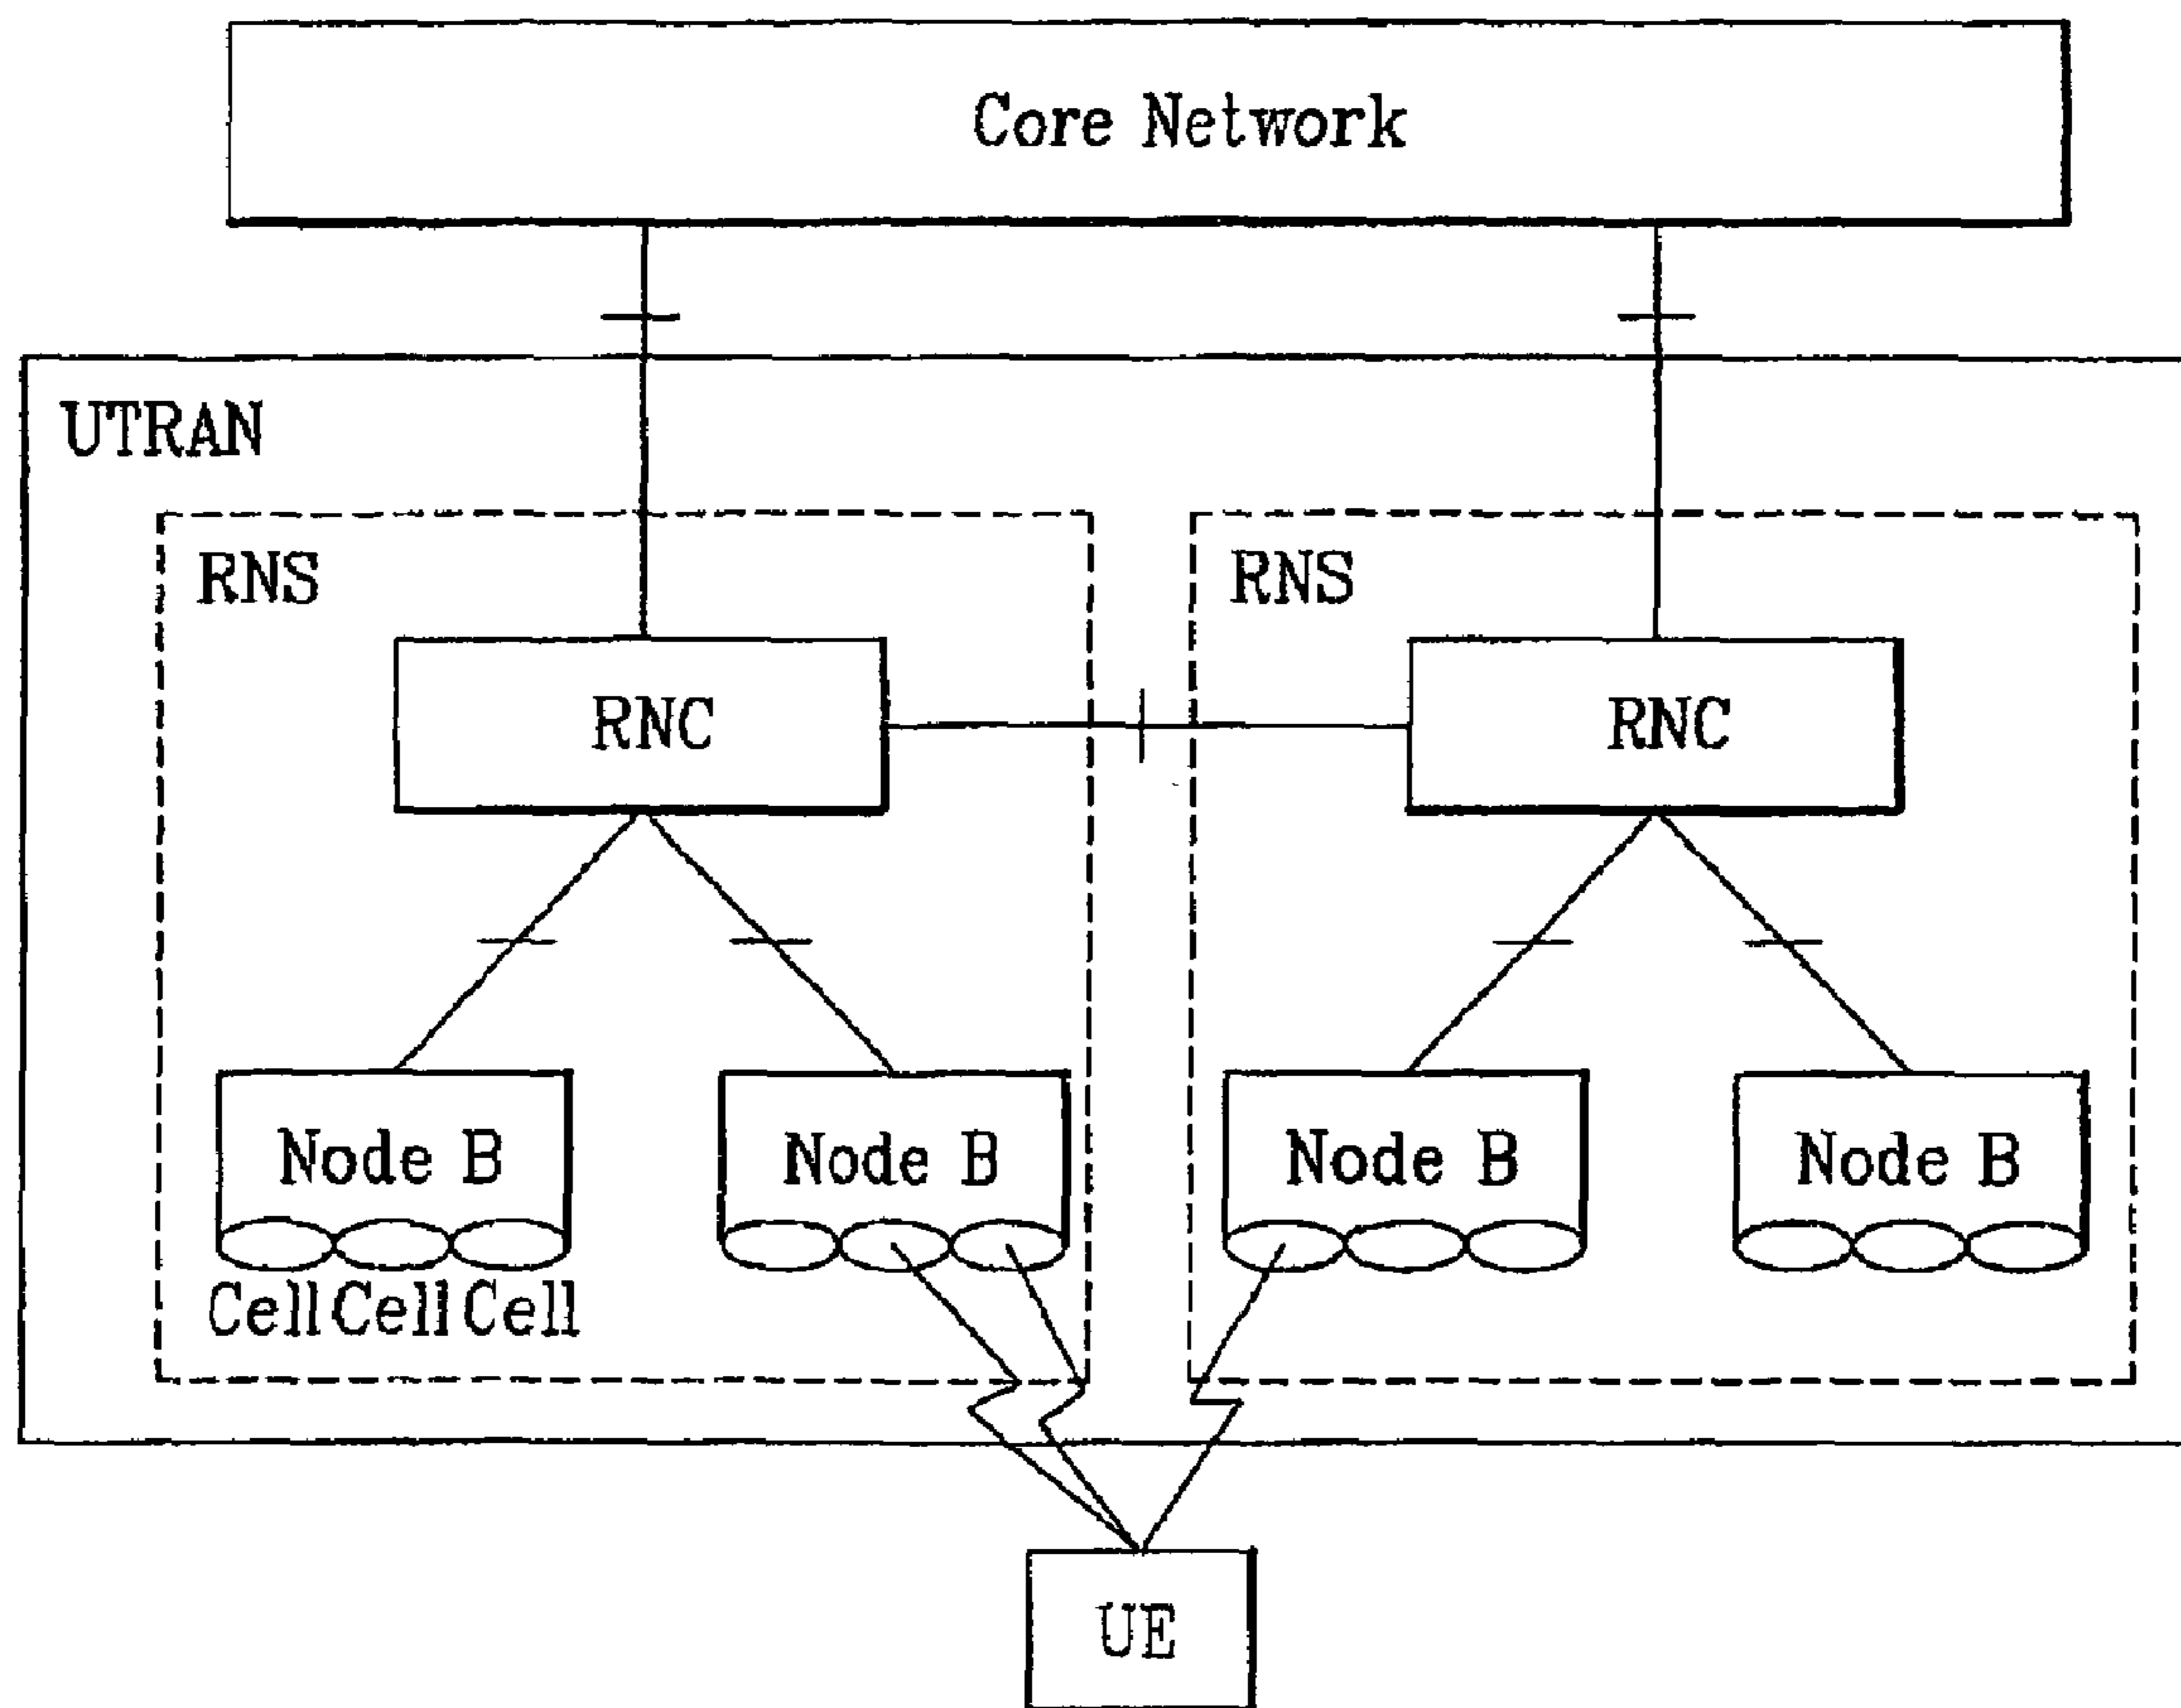 Core Network
UTRAN
RNS
RNS
RNC
RNC
Node B
Node B
Node B
Node B
Cell Cell Cell
UE